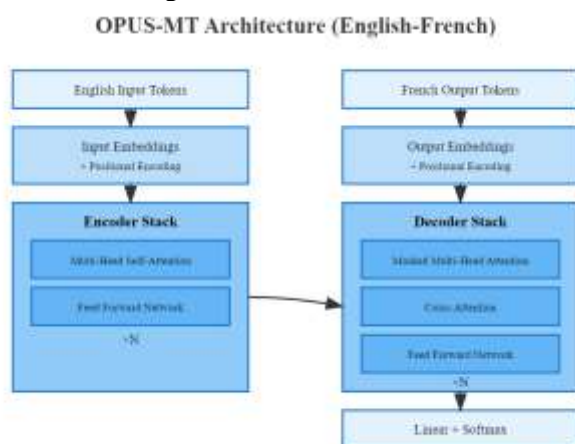 OPUS-MT Architecture (English-French)
English Input Tokens
Input Embeddings
+ Positional Encoding
Encoder Stack
Multi-Head Self-Attention
Feed Forward Network
×N
French Output Tokens
Output Embeddings
+ Positional Encoding
Decoder Stack
Masked Multi-Head Attention
Cross-Attention
Feed Forward Network
×N
Linear + Softmax